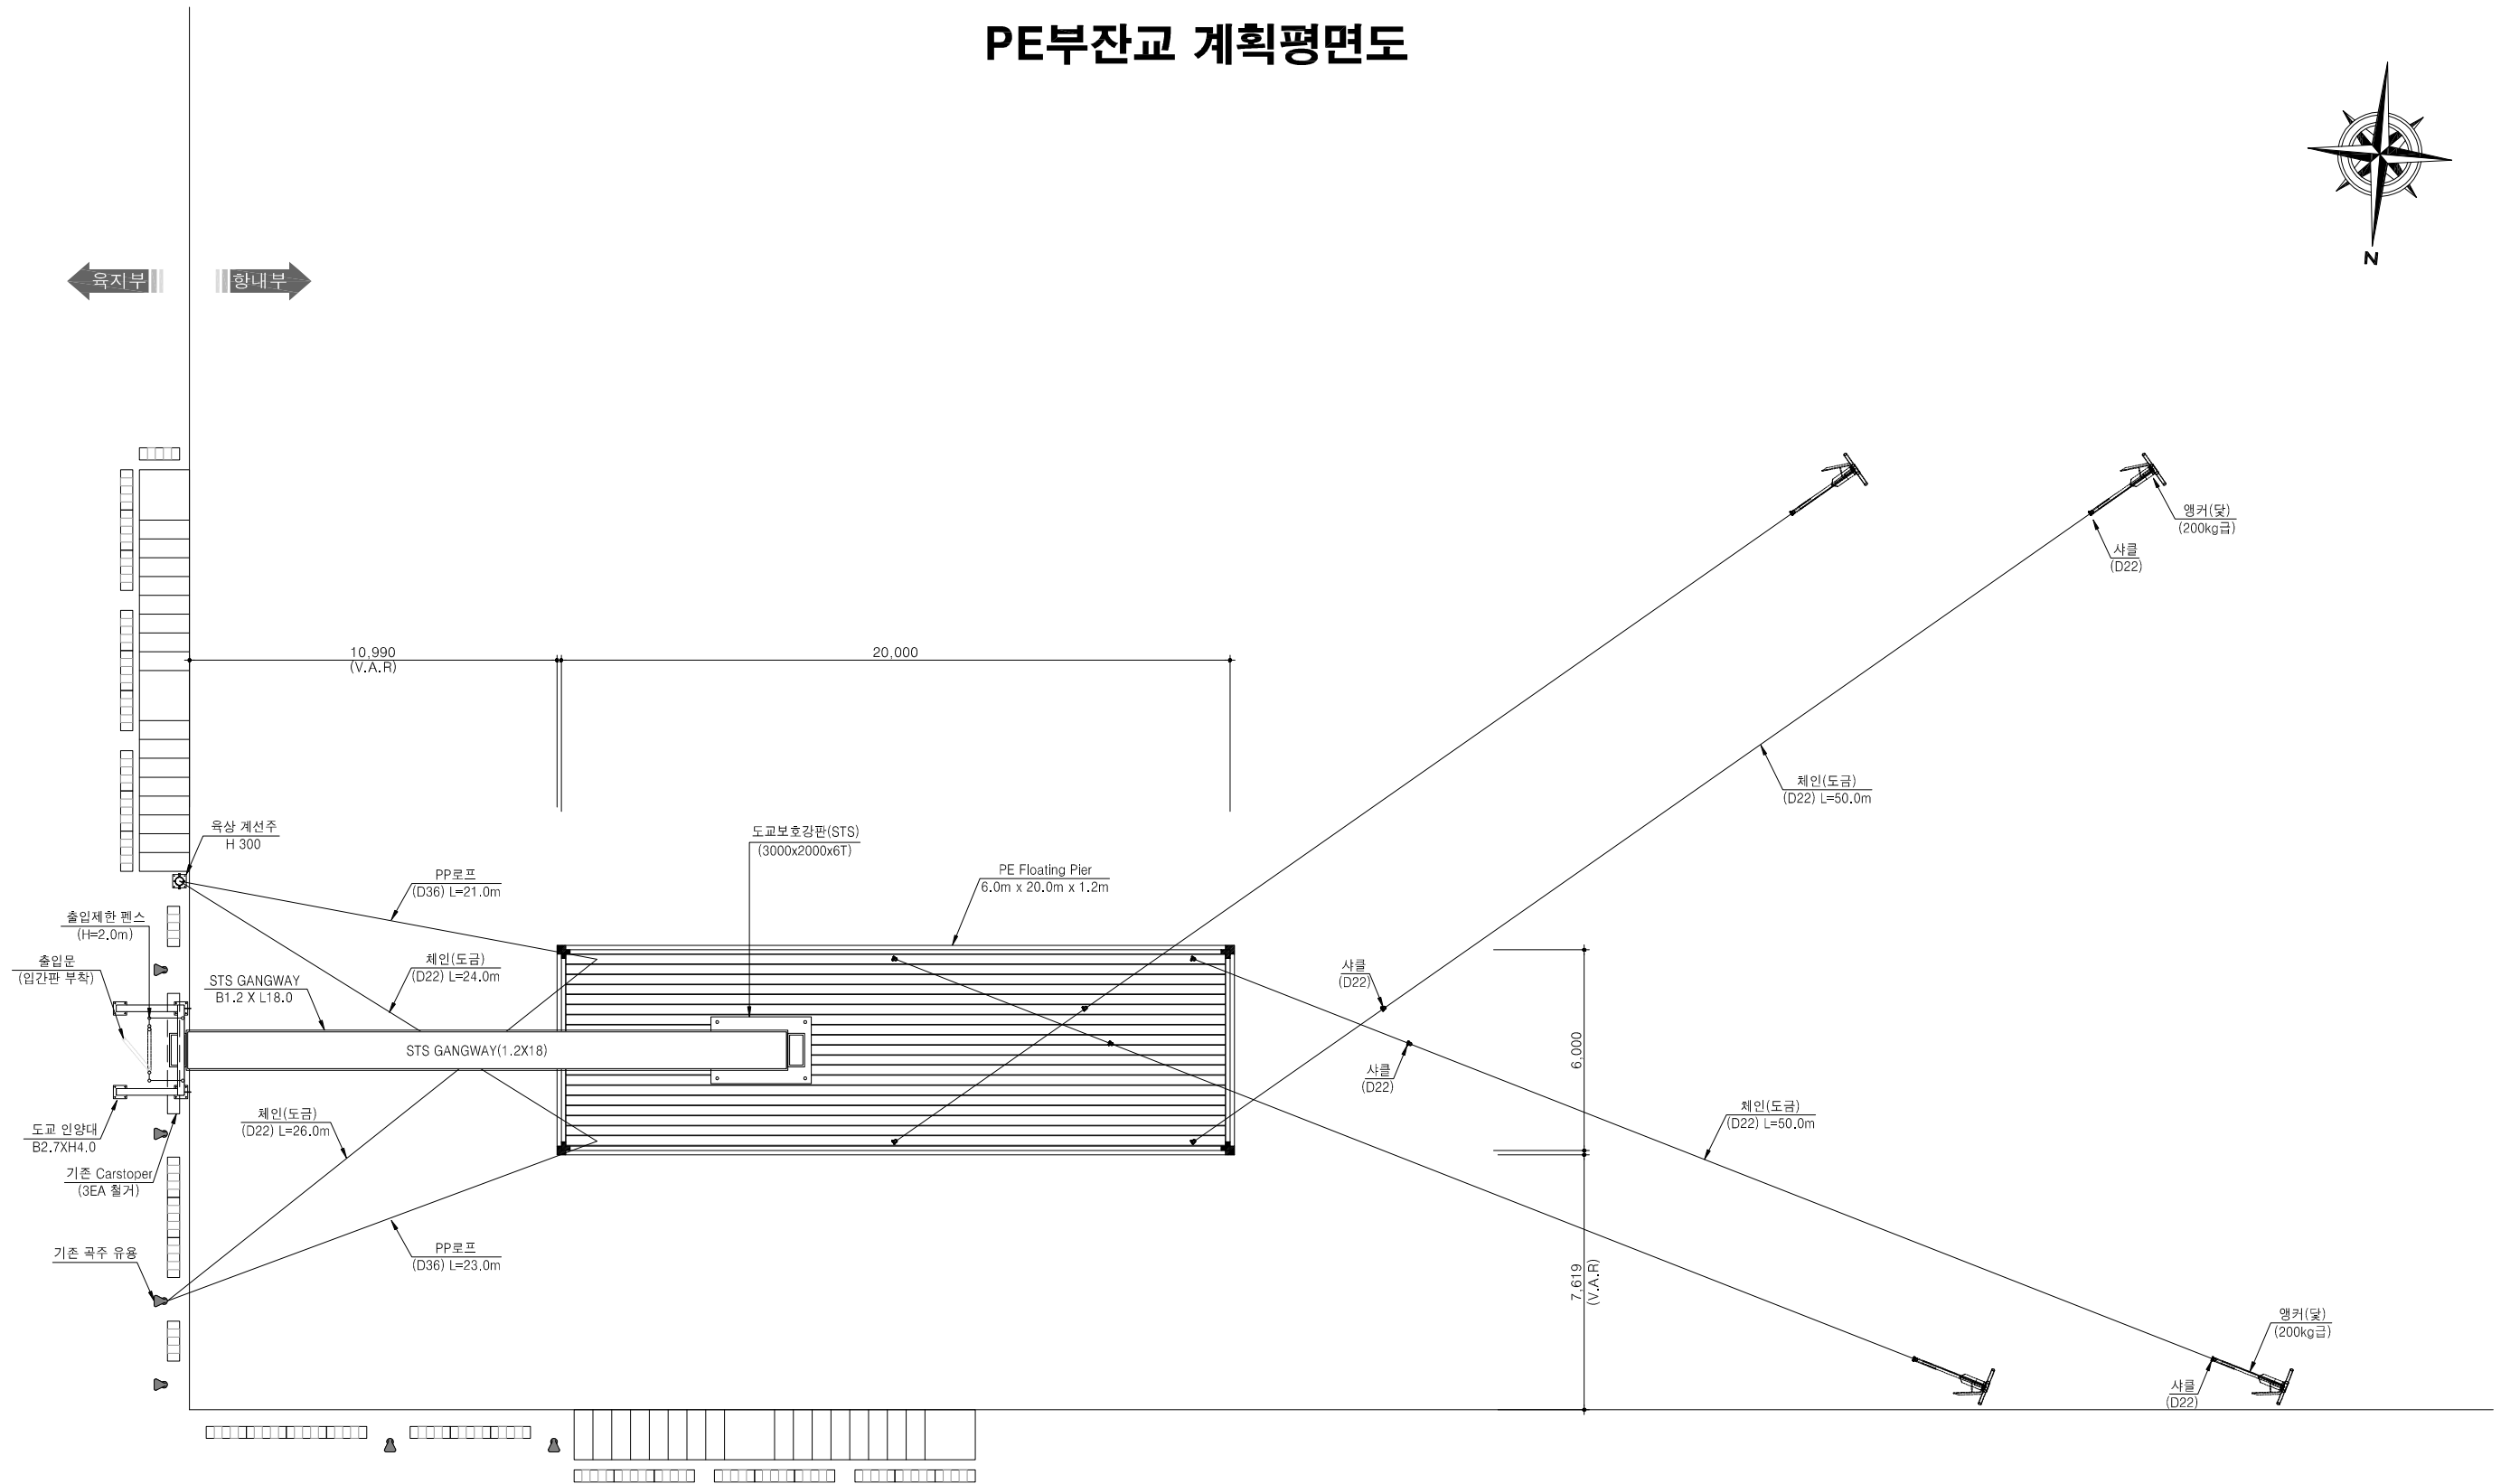 PE부잔교 계획평면도
N
육지부
항내부
앵커(닻)
(200kg급)
샤클
(D22)
10,990
(V.A.R)
20,000
체인(도금)
(D22) L=50.0m
육상 계선주
H 300
도교보호강판(STS)
(3000x2000x6T)
PP로프
(D36) L=21.0m
PE Floating Pier
6.0m x 20.0m x 1.2m
출입제한 펜스
(H=2.0m)
출입문
(입간판 부착)
체인(도금)
(D22) L=24.0m
STS GANGWAY
B1.2 X L18.0
샤클
(D22)
STS GANGWAY(1.2X18)
6,000
샤클
(D22)
체인(도금)
(D22) L=26.0m
체인(도금)
(D22) L=50.0m
도교 인양대
B2.7XH4.0
기존 Carstoper
(3EA 철거)
기존 곡주 유용
PP로프
(D36) L=23.0m
7,619
(V.A.R)
앵커(닻)
(200kg급)
샤클
(D22)